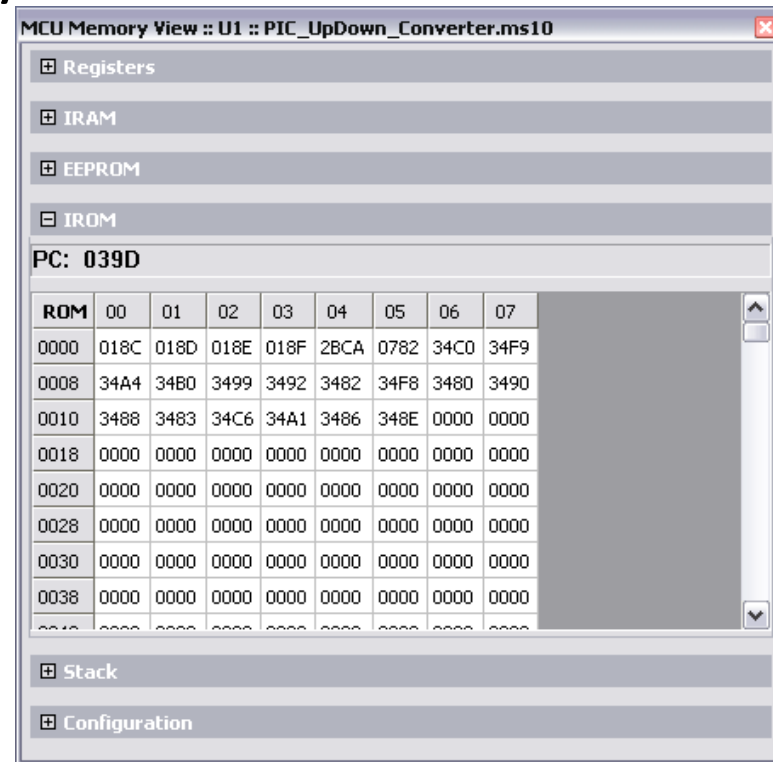 MCU Memory View :: U1 :: PIC_UpDown_Converter.ms10
Registers
IRAM
EEPROM
IROM
PC: 039D
ROM 00 01 02 03 04 05 06 07
0000 018C 018D 018E 018F 2BCA 0782 34C0 34F9
0008 34A4 34B0 3499 3492 3482 34F8 3480 3490
0010 3488 3483 34C6 34A1 3486 348E 0000 0000
0018 0000 0000 0000 0000 0000 0000 0000 0000
0020 0000 0000 0000 0000 0000 0000 0000 0000
0028 0000 0000 0000 0000 0000 0000 0000 0000
0030 0000 0000 0000 0000 0000 0000 0000 0000
0038 0000 0000 0000 0000 0000 0000 0000 0000
Stack
Configuration